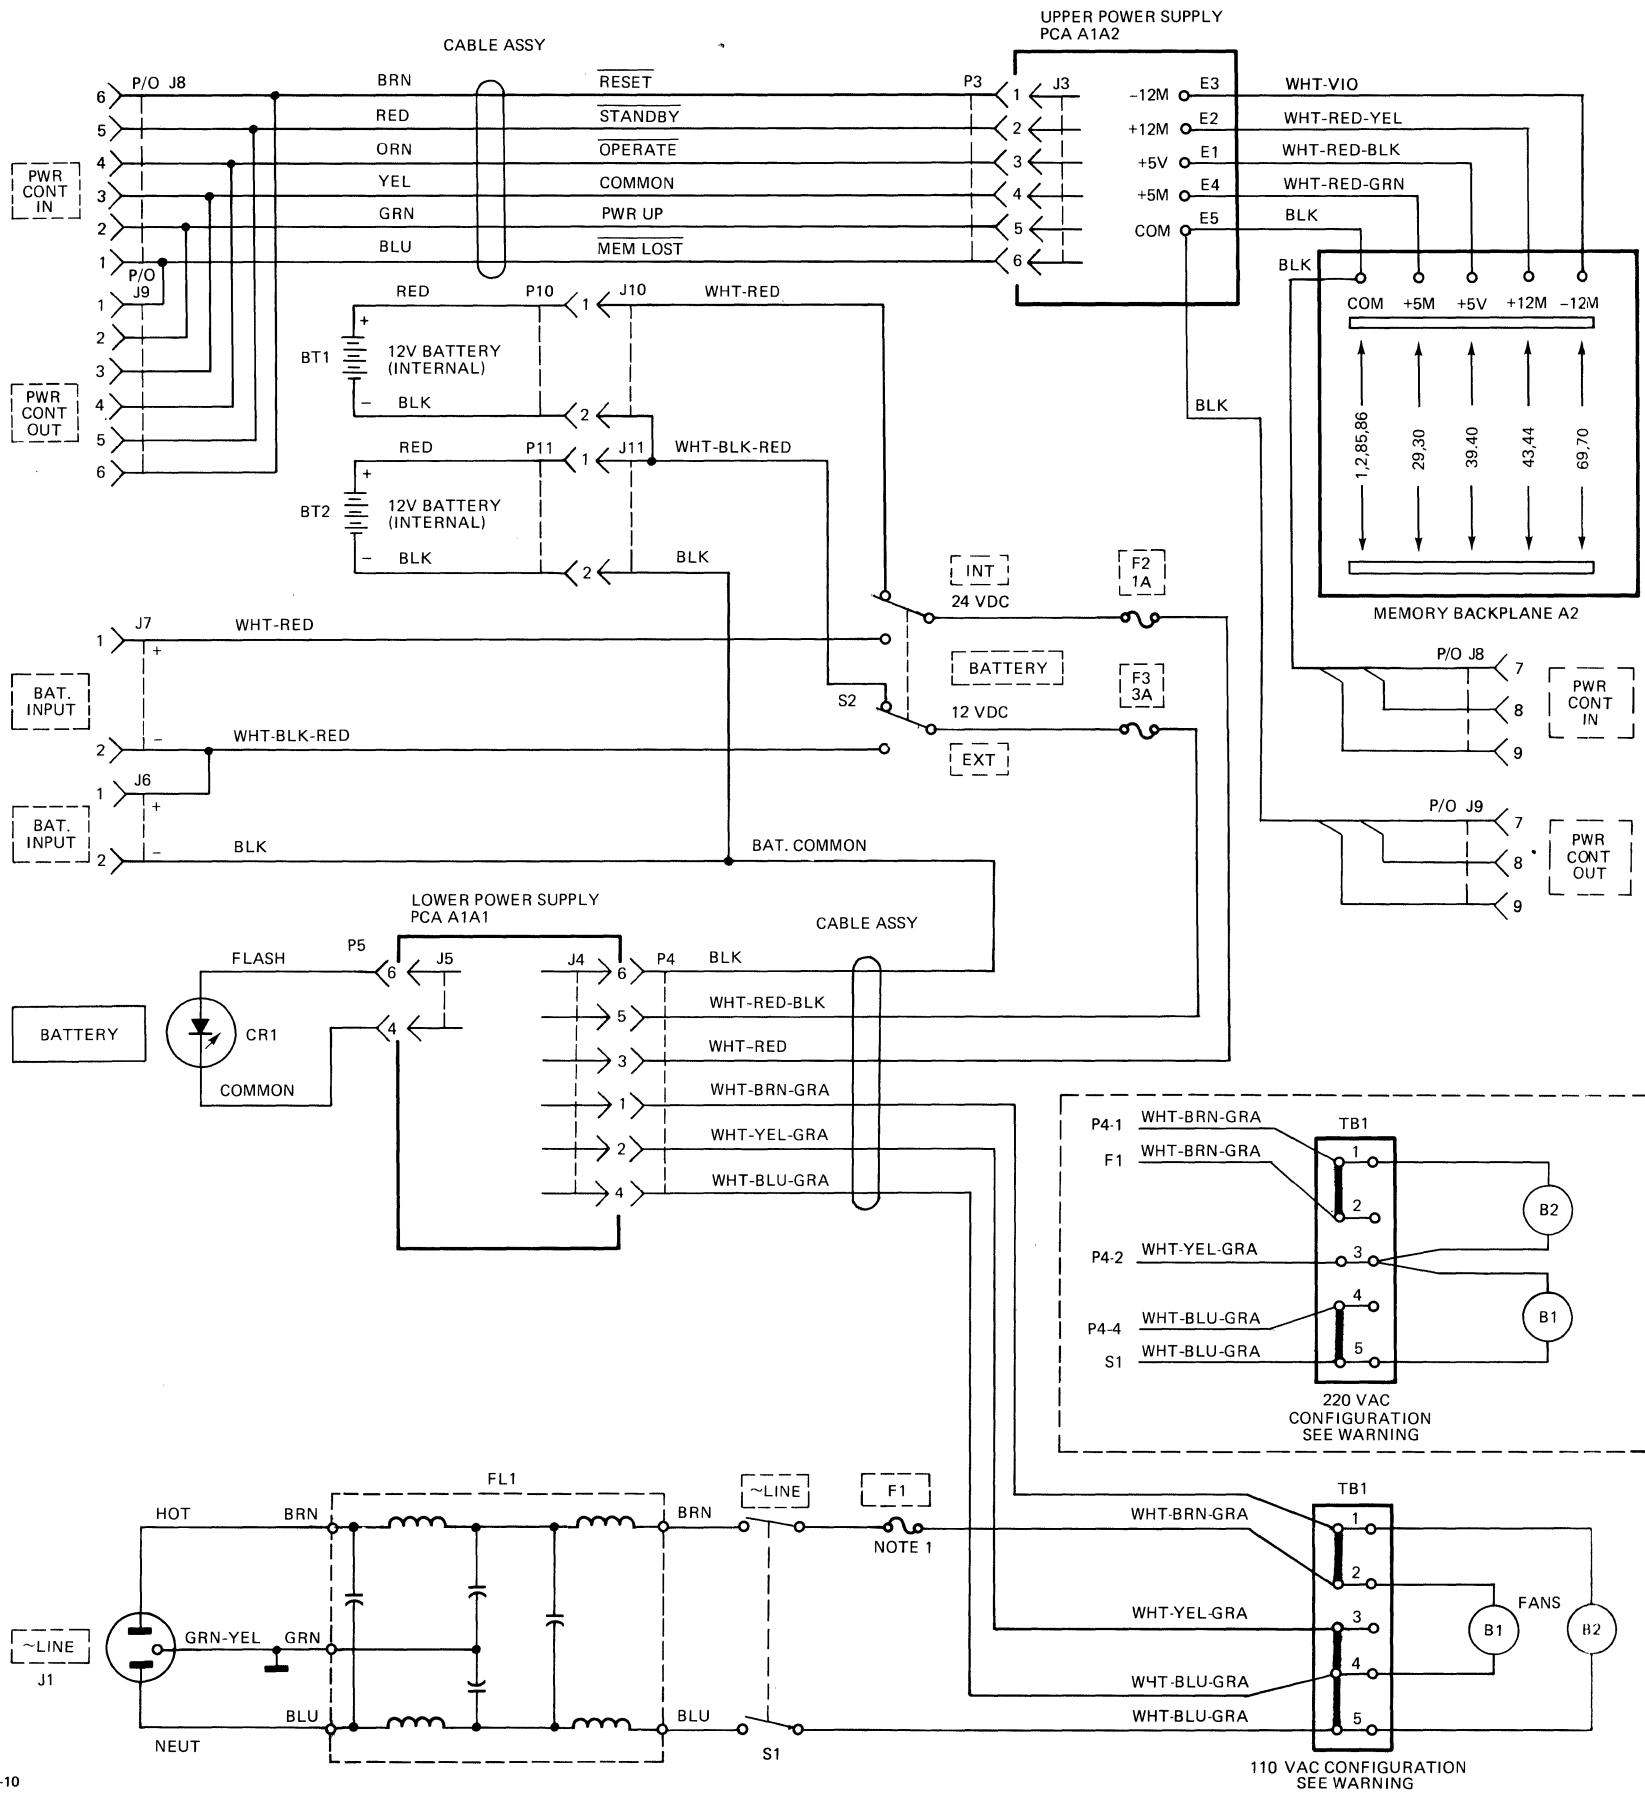 UPPER POWER SUPPLY
PCA A1A2
CABLE ASSY
P/O J8
6
BRN
RESET
P3
1
J3
-12M
E3
WHT-VIO
5
RED
STANDBY
2
+12M
E2
WHT-RED-YEL
4
ORN
OPERATE
3
+5V
E1
WHT-RED-BLK
PWR
CONT
IN
3
YEL
COMMON
4
+5M
E4
WHT-RED-GRN
2
GRN
PWR UP
5
COM
E5
BLK
1
BLU
MEM LOST
6
P/O
J9
1
2
3
4
5
6
PWR
CONT
OUT
RED
P10
1
J10
WHT-RED
+
BT1
12V BATTERY
(INTERNAL)
−
BLK
2
RED
P11
1
J11
WHT-BLK-RED
+
BT2
12V BATTERY
(INTERNAL)
−
BLK
2
BLK
BLK
BLK
COM
+5M
+5V
+12M
−12M
1,2,85,86
29,30
39.40
43,44
69,70
MEMORY BACKPLANE A2
INT
24 VDC
F2
1A
BATTERY
S2
12 VDC
EXT
F3
3A
J7
1
WHT-RED
+
BAT.
INPUT
2
−
WHT-BLK-RED
J6
1
+
BAT.
INPUT
2
−
BLK
BAT. COMMON
P/O J8
7
8
9
PWR
CONT
IN
P/O J9
7
8
9
PWR
CONT
OUT
LOWER POWER SUPPLY
PCA A1A1
CABLE ASSY
P5
FLASH
6
J5
J4
6
P4
BLK
BATTERY
CR1
4
COMMON
5
WHT-RED-BLK
3
WHT-RED
1
WHT-BRN-GRA
2
WHT-YEL-GRA
4
WHT-BLU-GRA
TB1
P4-1
WHT-BRN-GRA
1
F1
WHT-BRN-GRA
2
B2
P4-2
WHT-YEL-GRA
3
4
P4-4
WHT-BLU-GRA
B1
S1
WHT-BLU-GRA
5
220 VAC
CONFIGURATION
SEE WARNING
FL1
~LINE
F1
TB1
HOT
BRN
BRN
NOTE 1
WHT-BRN-GRA
1
2
~LINE
J1
GRN-YEL
GRN
WHT-YEL-GRA
3
FANS
B1
B2
WHT-BLU-GRA
4
NEUT
BLU
BLU
S1
WHT-BLU-GRA
5
110 VAC CONFIGURATION
SEE WARNING
-10